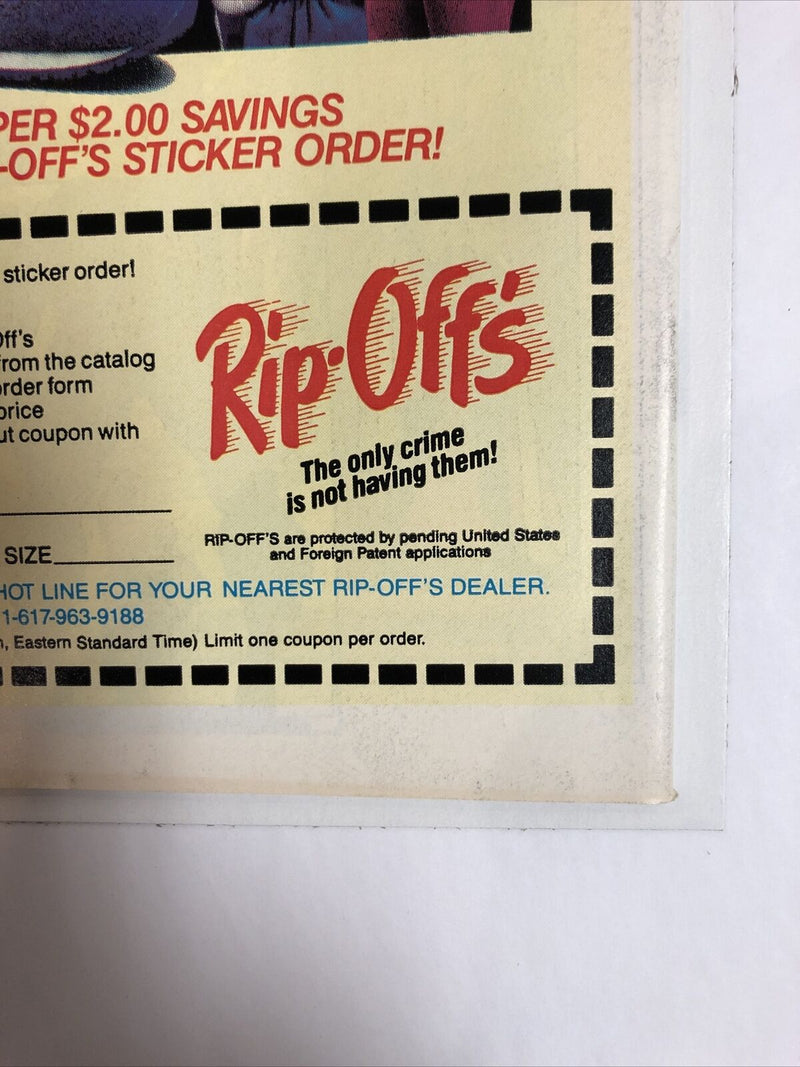 PER $2.00 SAVINGS
-OFF'S STICKER ORDER!
sticker order!
Off's
from the catalog
order form
price
ut coupon with
Rip-Offs
The only crime
is not having them!
SIZE
RIP-OFF'S are protected by pending United States
and Foreign Patent applications
HOT LINE FOR YOUR NEAREST RIP-OFF'S DEALER.
1-617-963-9188
, Eastern Standard Time) Limit one coupon per order.